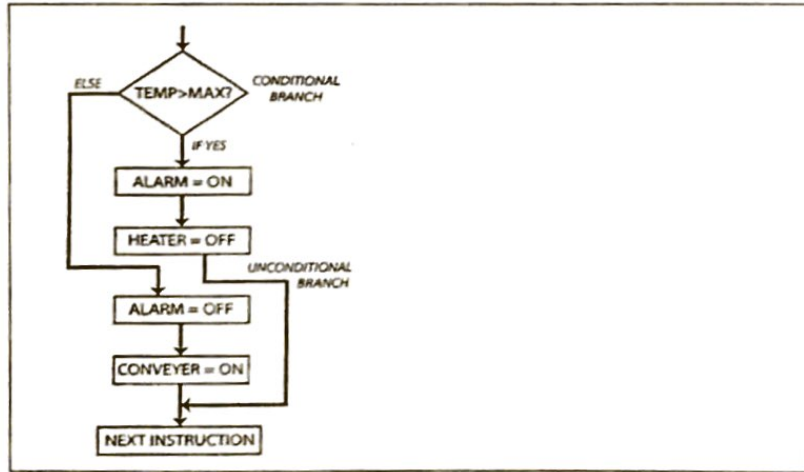 ELSE
TEMP>MAX?
CONDITIONAL
BRANCH
IF YES
ALARM = ON
HEATER = OFF
UNCONDITIONAL
BRANCH
ALARM = OFF
CONVEYER = ON
NEXT INSTRUCTION